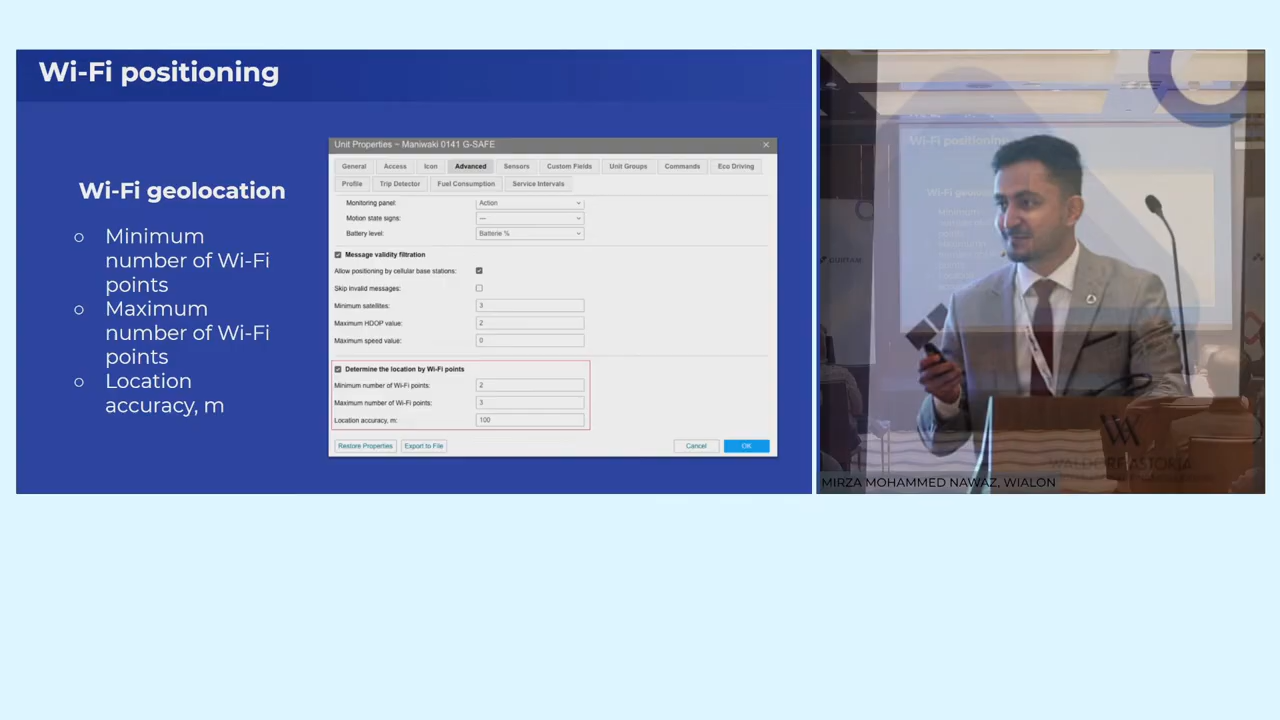 Wi-Fi positioning
Wi-Fi geolocation
Minimum
number of Wi-Fi
points
Maximum
number of Wi-Fi
points
Location
accuracy, m
Unit Properties ~ Maniwaki 0141 G-SAFE
General Access Icon Advanced Sensors Custom Fields Unit Groups Commands Eco Driving
Profile Trip Detector Fuel Consumption Service Intervals
Monitoring panel: Action
Motion state signs: ---
Battery level: Batterie %
Message validity filtration
Allow positioning by cellular base stations:
Skip invalid messages:
Minimum satellites: 3
Maximum HDOP value: 2
Maximum speed value: 0
Determine the location by Wi-Fi points
Minimum number of Wi-Fi points: 2
Maximum number of Wi-Fi points: 3
Location accuracy, m: 100
Restore Properties Export to File Cancel OK
Wi-Fi positioning
WALDORF ASTORIA
MIRZA MOHAMMED NAWAZ, WIALON